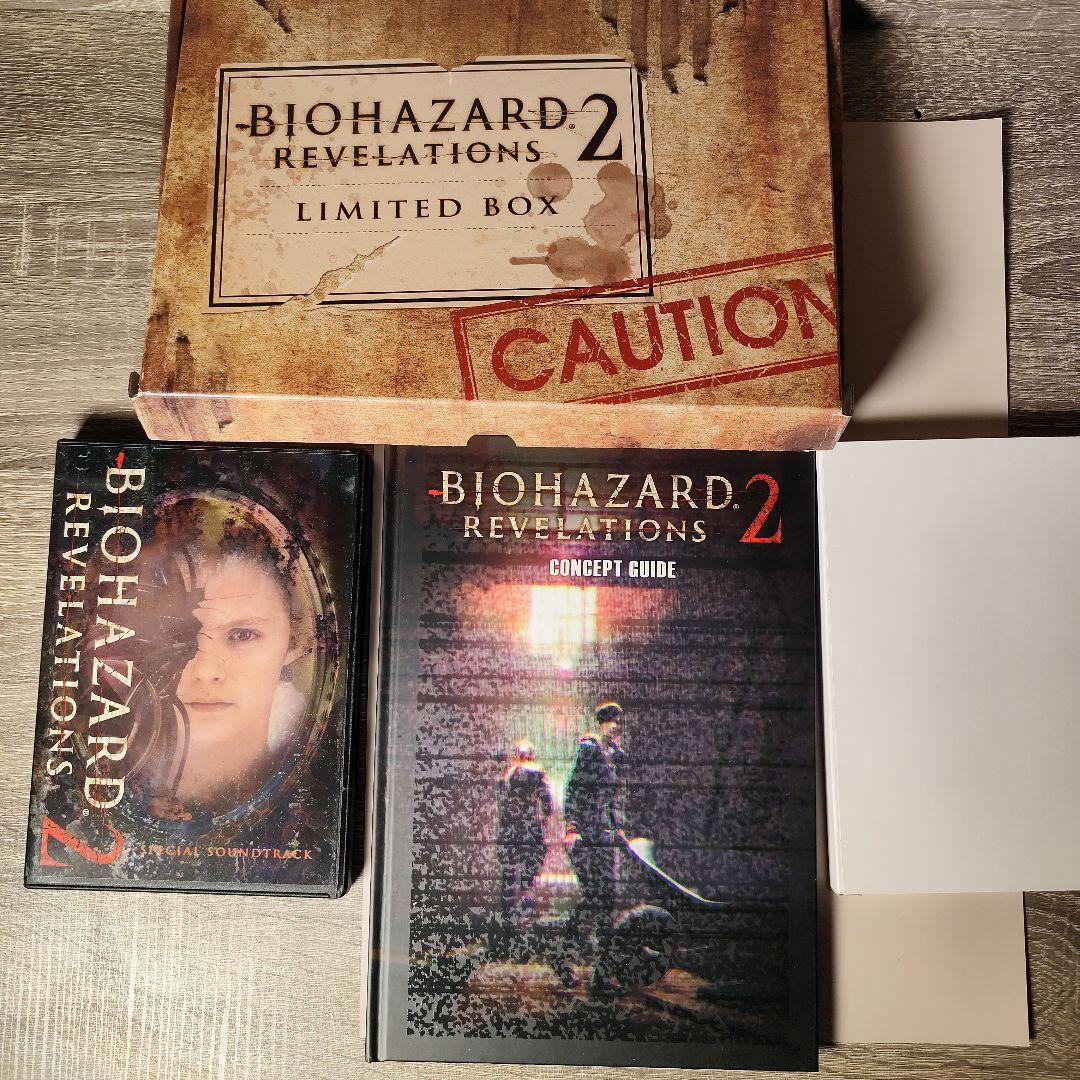 BIOHAZARD® 2
REVELATIONS
LIMITED BOX
CAUTION
BIOHAZARD® 2
REVELATIONS
SPECIAL SOUNDTRACK
BIOHAZARD® 2
REVELATIONS
CONCEPT GUIDE